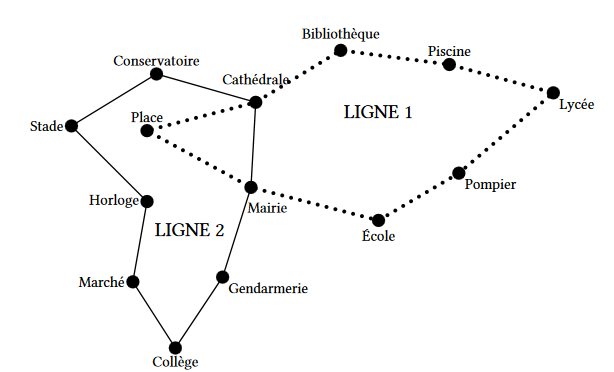 Bibliothèque
Piscine
Conservatoire
Cathédrale
Lycée
LIGNE 1
Place
Stade
Pompier
Horloge
Mairie
LIGNE 2
École
Marché
Gendarmerie
Collège